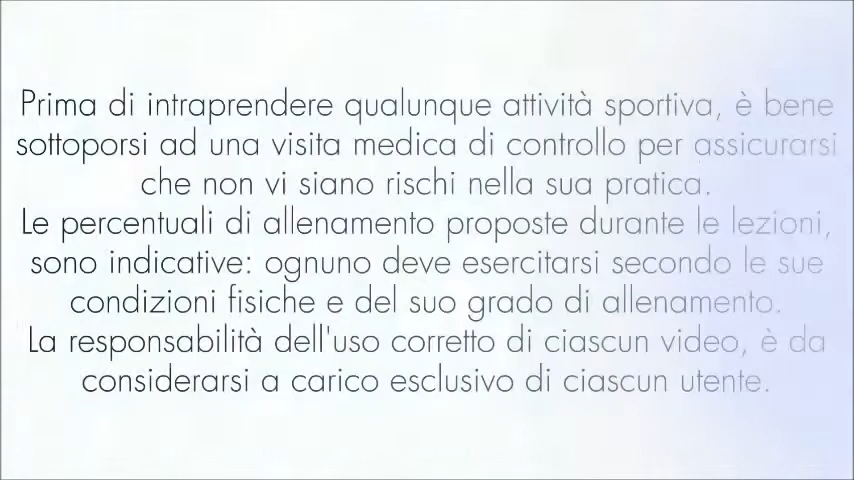 Prima di intraprendere qualunque attività sportiva, è bene
sottoporsi ad una visita medica di controllo per assicurarsi
che non vi siano rischi nella sua pratica.
Le percentuali di allenamento proposte durante le lezioni,
sono indicative: ognuno deve esercitarsi secondo le sue
condizioni fisiche e del suo grado di allenamento.
La responsabilità dell'uso corretto di ciascun video, è da
considerarsi a carico esclusivo di ciascun utente.